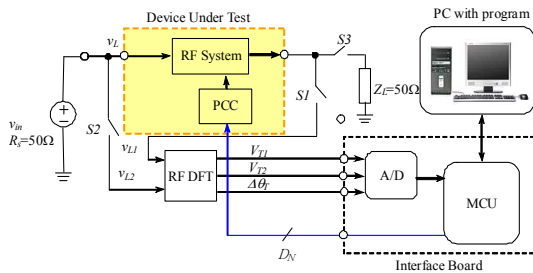 Device Under Test
PC with program
v_L
RF System
S3
S1
PCC
Z_L=50Ω
v_in
R_s=50Ω
S2
v_L1
v_L2
RF DFT
V_T1
V_T2
Δθ_T
A/D
MCU
D_N
Interface Board